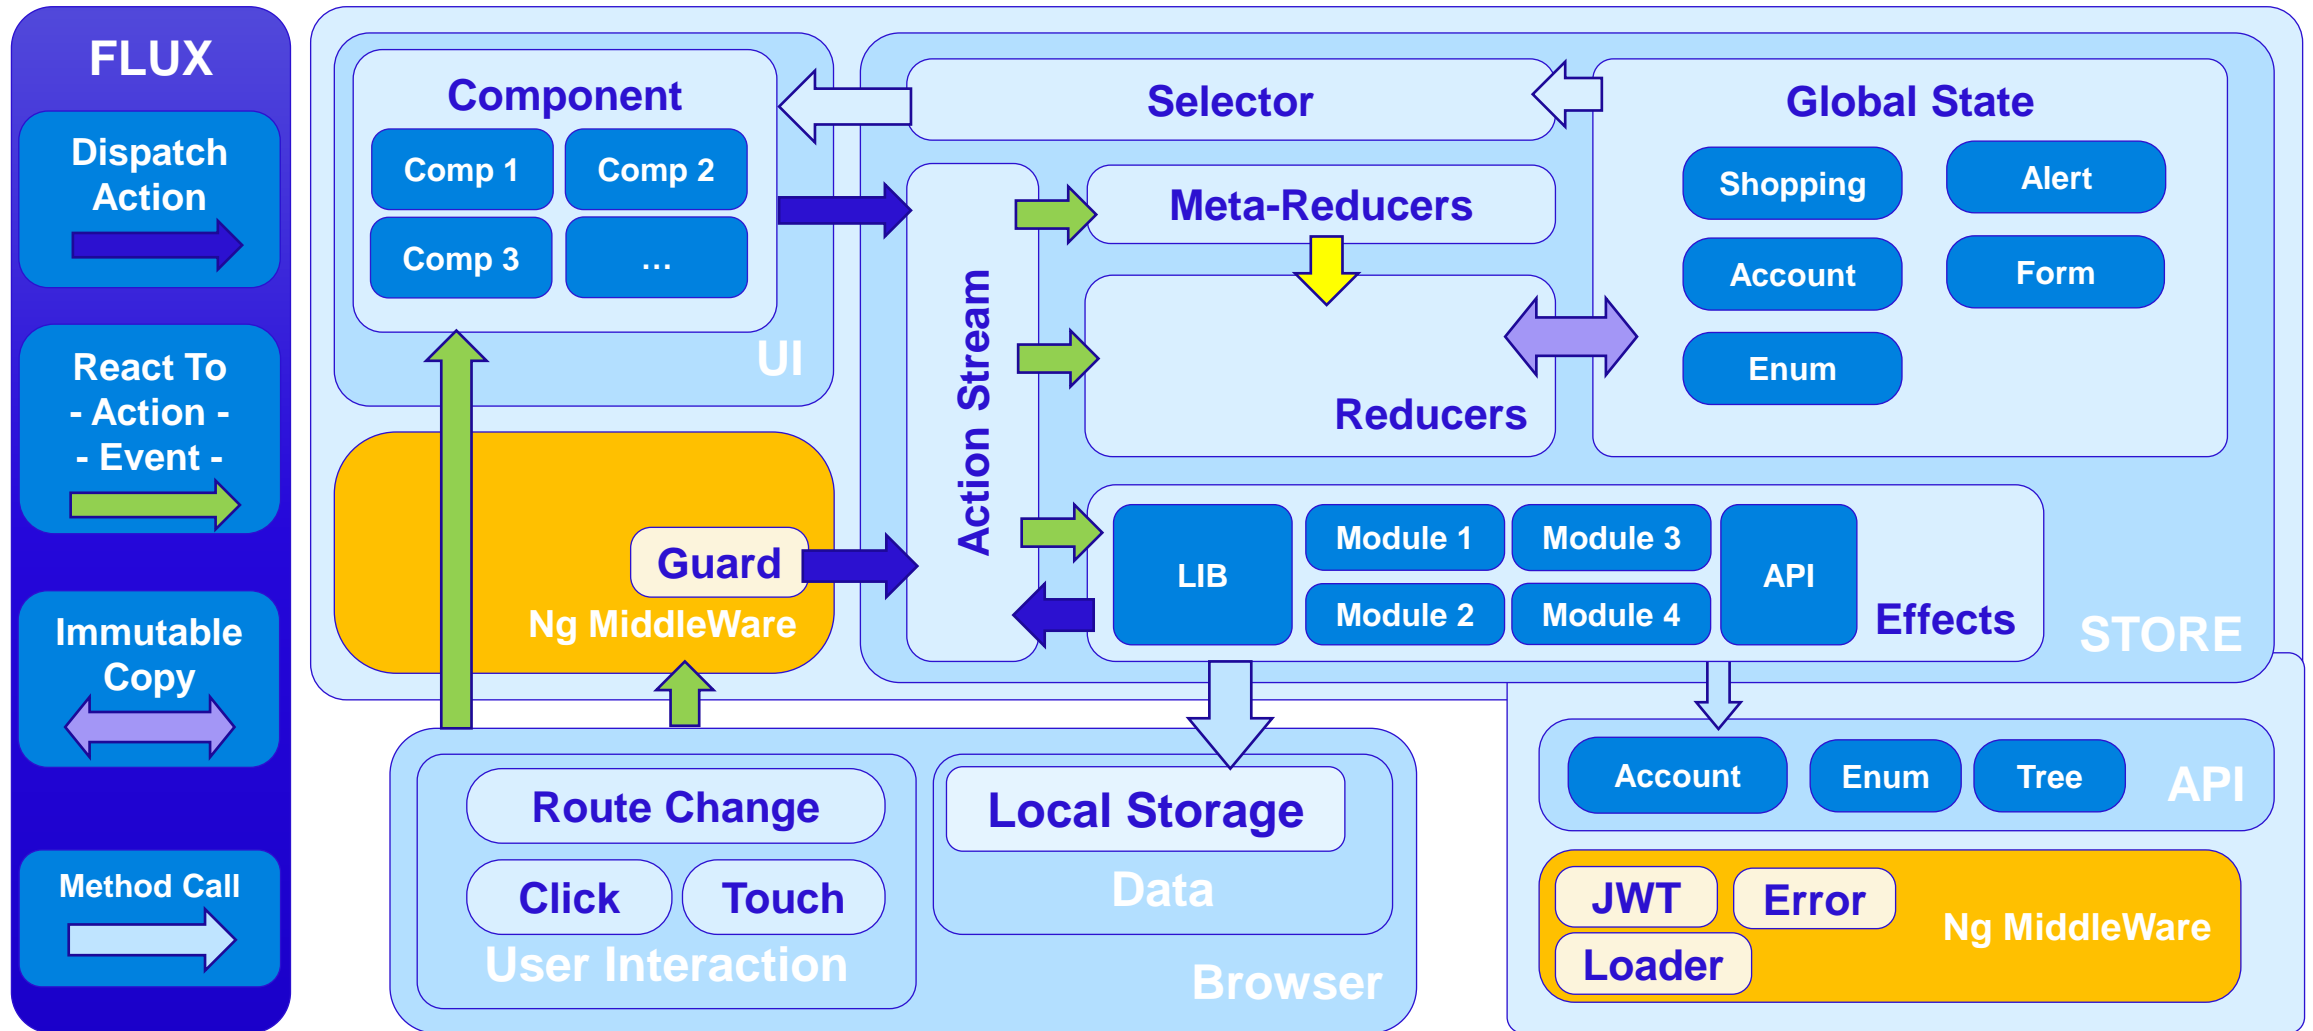 FLUX
Dispatch
Action
React To
- Action -
- Event -
Immutable
Copy
Method Call
Component
Comp 1
Comp 2
Comp 3
…
UI
Guard
Ng MiddleWare
Selector
Action Stream
Meta-Reducers
Reducers
Global State
Shopping
Alert
Account
Form
Enum
LIB
Module 1
Module 3
Module 2
Module 4
API
Effects
STORE
Route Change
Click
Touch
User Interaction
Local Storage
Data
Browser
Account
Enum
Tree
API
JWT
Error
Loader
Ng MiddleWare